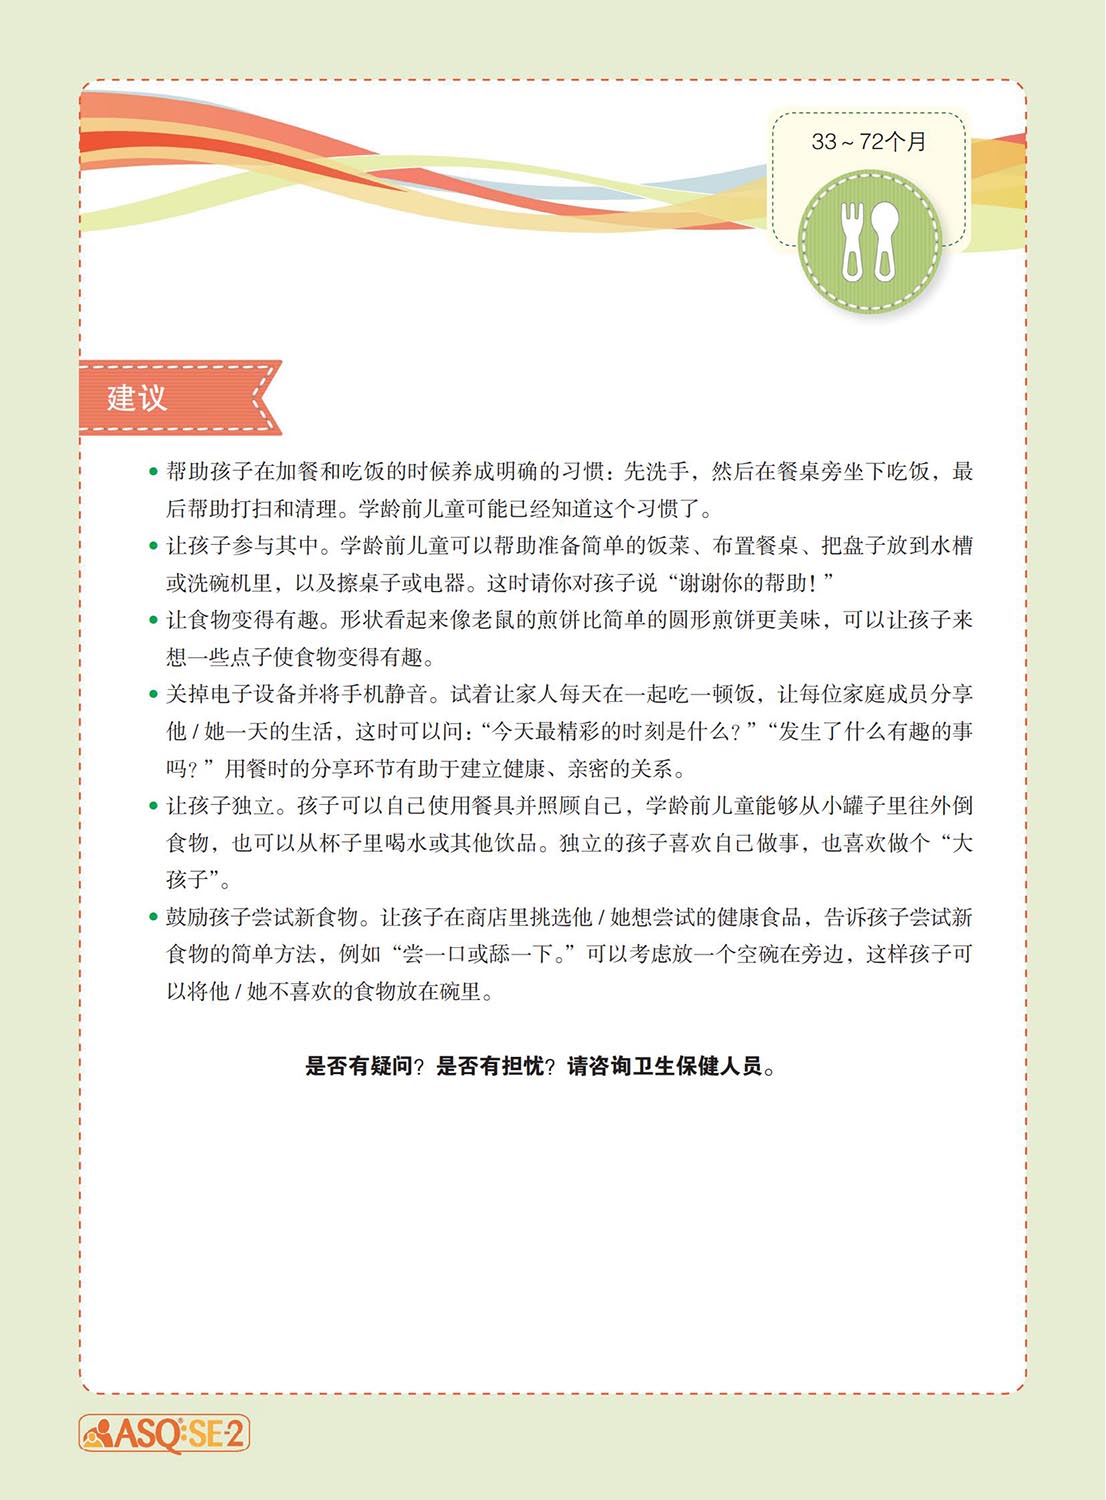 33～72个月
建议
• 帮助孩子在加餐和吃饭的时候养成明确的习惯：先洗手，然后在餐桌旁坐下吃饭，最
后帮助打扫和清理。学龄前儿童可能已经知道这个习惯了。
• 让孩子参与其中。学龄前儿童可以帮助准备简单的饭菜、布置餐桌、把盘子放到水槽
或洗碗机里，以及擦桌子或电器。这时请你对孩子说“谢谢你的帮助！”
• 让食物变得有趣。形状看起来像老鼠的煎饼比简单的圆形煎饼更美味，可以让孩子来
想一些点子使食物变得有趣。
• 关掉电子设备并将手机静音。试着让家人每天在一起吃一顿饭，让每位家庭成员分享
他 / 她一天的生活，这时可以问：“今天最精彩的时刻是什么？”“发生了什么有趣的事
吗？”用餐时的分享环节有助于建立健康、亲密的关系。
• 让孩子独立。孩子可以自己使用餐具并照顾自己，学龄前儿童能够从小罐子里往外倒
食物，也可以从杯子里喝水或其他饮品。独立的孩子喜欢自己做事，也喜欢做个“大
孩子”。
• 鼓励孩子尝试新食物。让孩子在商店里挑选他 / 她想尝试的健康食品，告诉孩子尝试新
食物的简单方法，例如“尝一口或舔一下。”可以考虑放一个空碗在旁边，这样孩子可
以将他 / 她不喜欢的食物放在碗里。
是否有疑问？是否有担忧？请咨询卫生保健人员。
ASQ®:SE-2